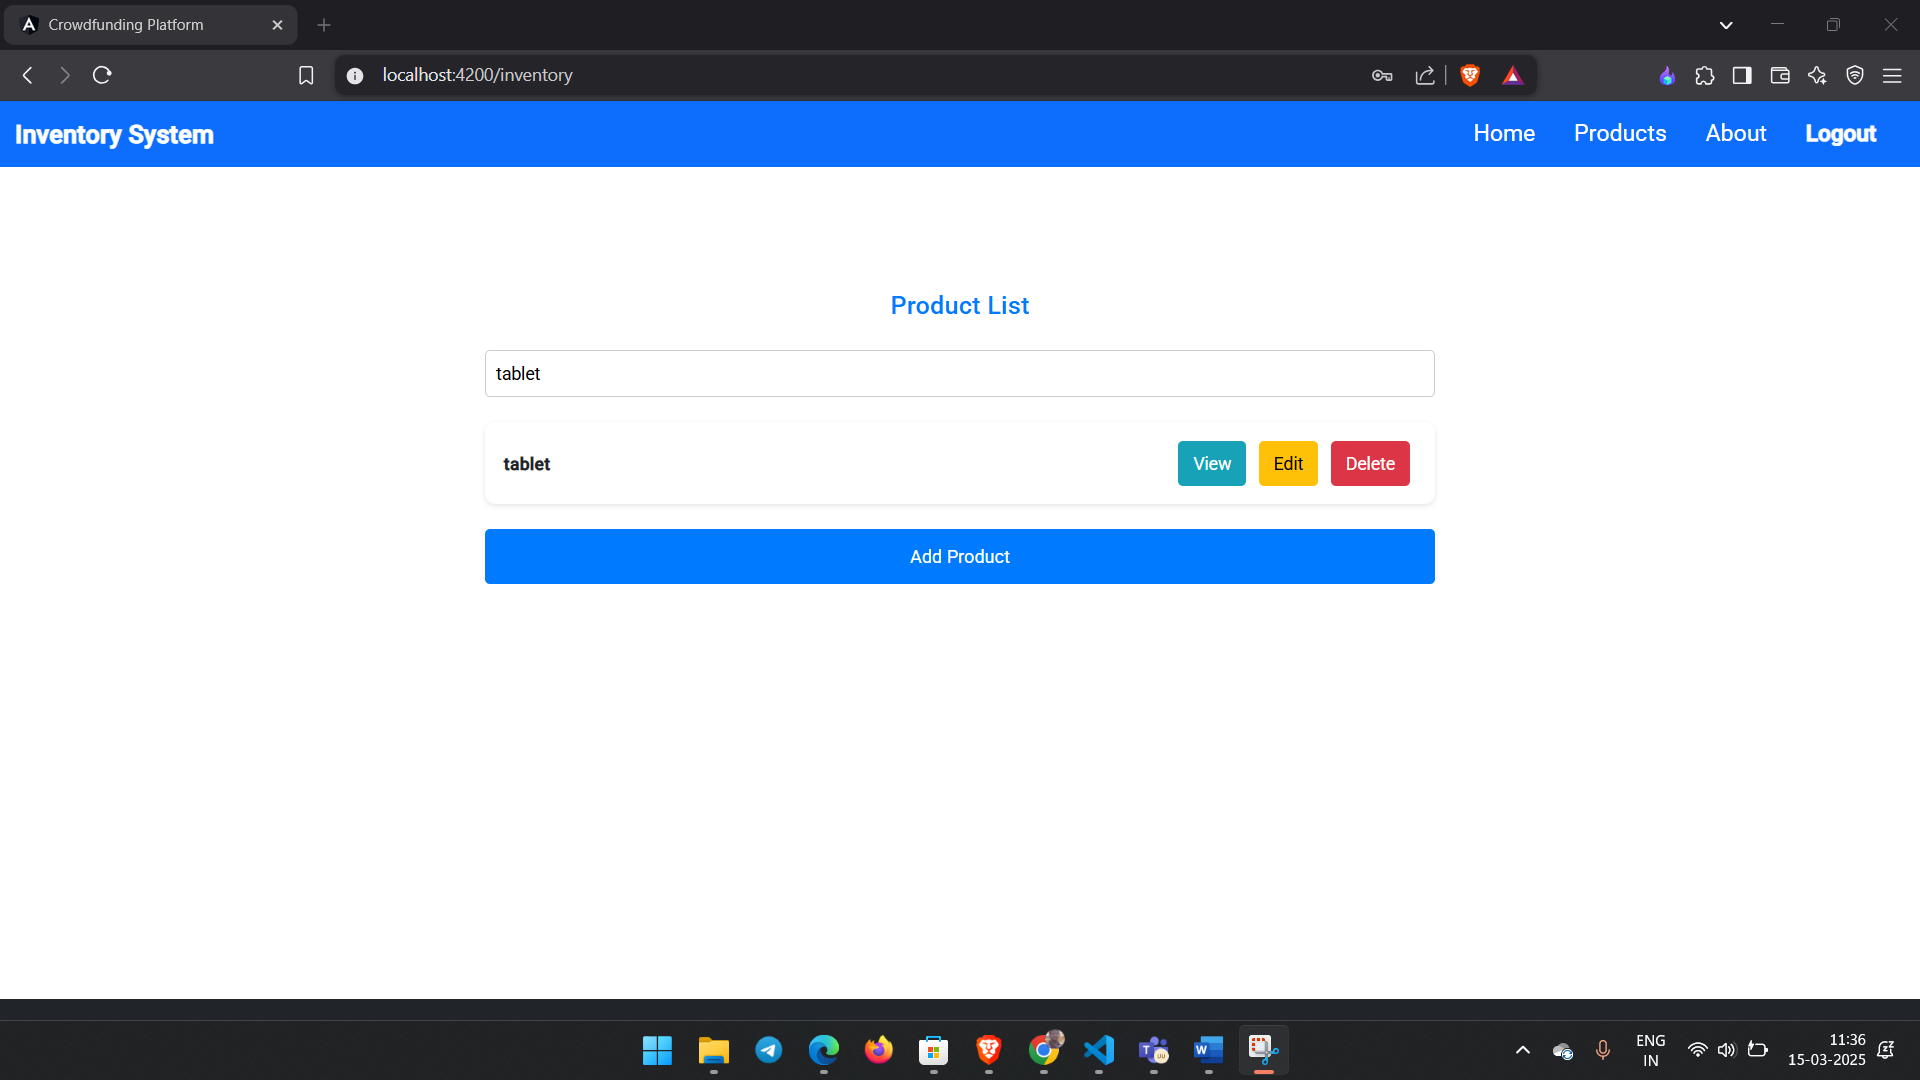 Crowdfunding Platform
localhost:4200/inventory
Inventory System
Home Products About Logout
Product List
tablet
tablet View Edit Delete
Add Product
ENG 11:36
IN 15-03-2025